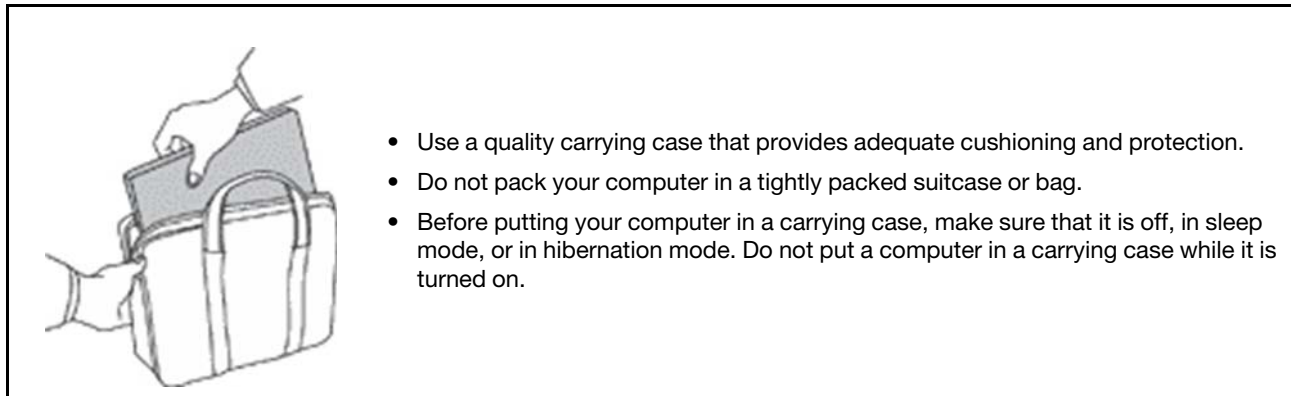 • Use a quality carrying case that provides adequate cushioning and protection.
• Do not pack your computer in a tightly packed suitcase or bag.
• Before putting your computer in a carrying case, make sure that it is off, in sleep
mode, or in hibernation mode. Do not put a computer in a carrying case while it is
turned on.